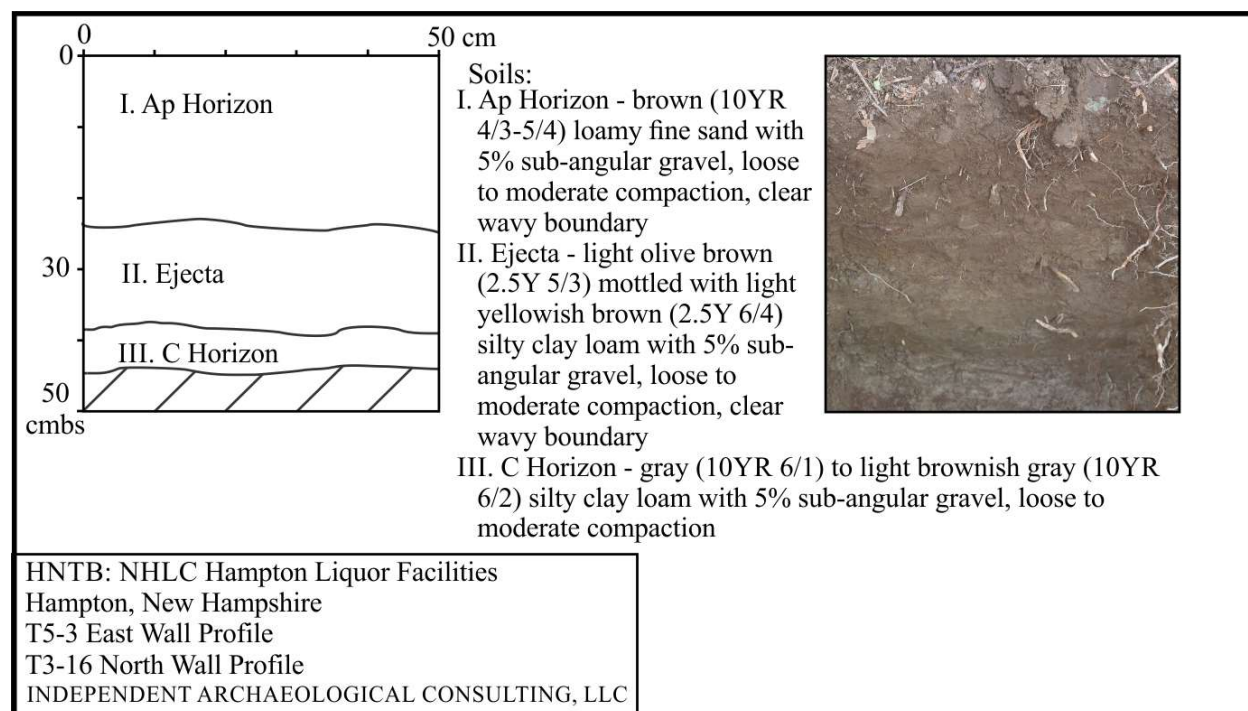 0
50 cm
0
I. Ap Horizon
30
II. Ejecta
III. C Horizon
50
cmbs
Soils:
I. Ap Horizon - brown (10YR
4/3-5/4) loamy fine sand with
5% sub-angular gravel, loose
to moderate compaction, clear
wavy boundary
II. Ejecta - light olive brown
(2.5Y 5/3) mottled with light
yellowish brown (2.5Y 6/4)
silty clay loam with 5% sub-
angular gravel, loose to
moderate compaction, clear
wavy boundary
III. C Horizon - gray (10YR 6/1) to light brownish gray (10YR
6/2) silty clay loam with 5% sub-angular gravel, loose to
moderate compaction
HNTB: NHLC Hampton Liquor Facilities
Hampton, New Hampshire
T5-3 East Wall Profile
T3-16 North Wall Profile
INDEPENDENT ARCHAEOLOGICAL CONSULTING, LLC